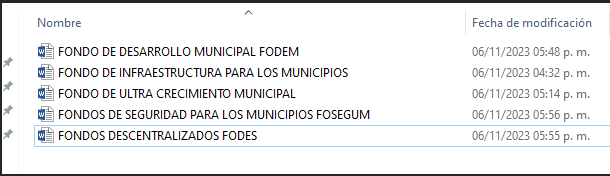 Nombre Fecha de modificación
FONDO DE DESARROLLO MUNICIPAL FODEM 06/11/2023 05:48 p. m.
FONDO DE INFRAESTRUCTURA PARA LOS MUNICIPIOS 06/11/2023 04:32 p. m.
FONDO DE ULTRA CRECIMIENTO MUNICIPAL 06/11/2023 05:14 p. m.
FONDOS DE SEGURIDAD PARA LOS MUNICIPIOS FOSEGUM 06/11/2023 05:56 p. m.
FONDOS DESCENTRALIZADOS FODES 06/11/2023 05:55 p. m.